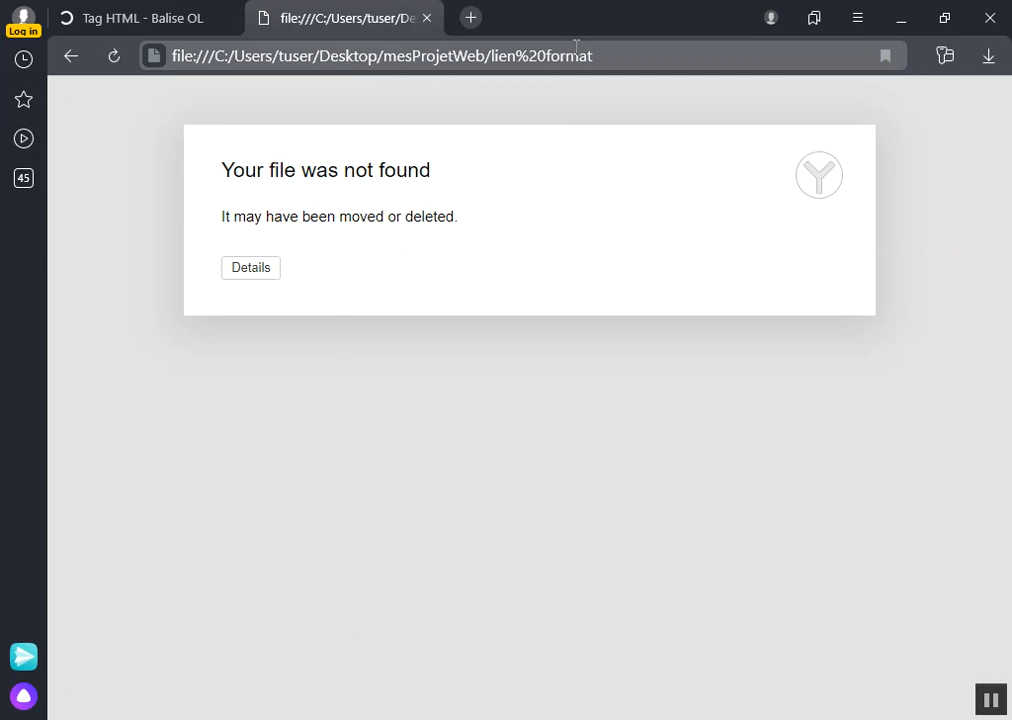 Tag HTML - Balise OL
file:///C:/Users/tuser/De
Log in
file:///C:/Users/tuser/Desktop/mesProjetWeb/lien%20format
45
Your file was not found
It may have been moved or deleted.
Details